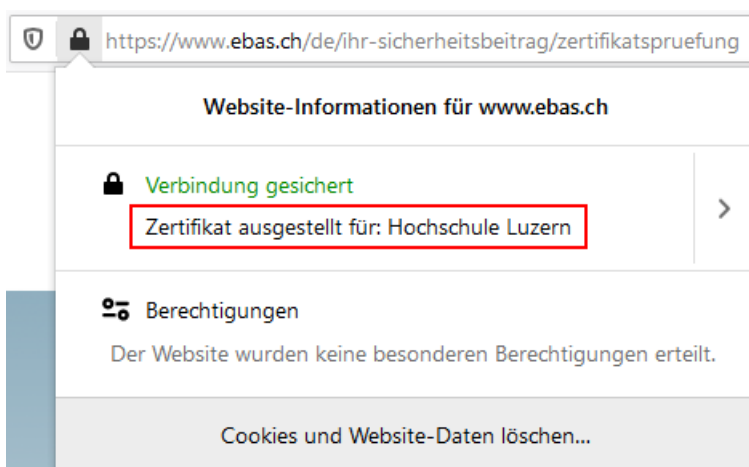 https://www.ebas.ch/de/ihr-sicherheitsbeitrag/zertifikatspruefung
Website-Informationen für www.ebas.ch
Verbindung gesichert
Zertifikat ausgestellt für: Hochschule Luzern
Berechtigungen
Der Website wurden keine besonderen Berechtigungen erteilt.
Cookies und Website-Daten löschen...